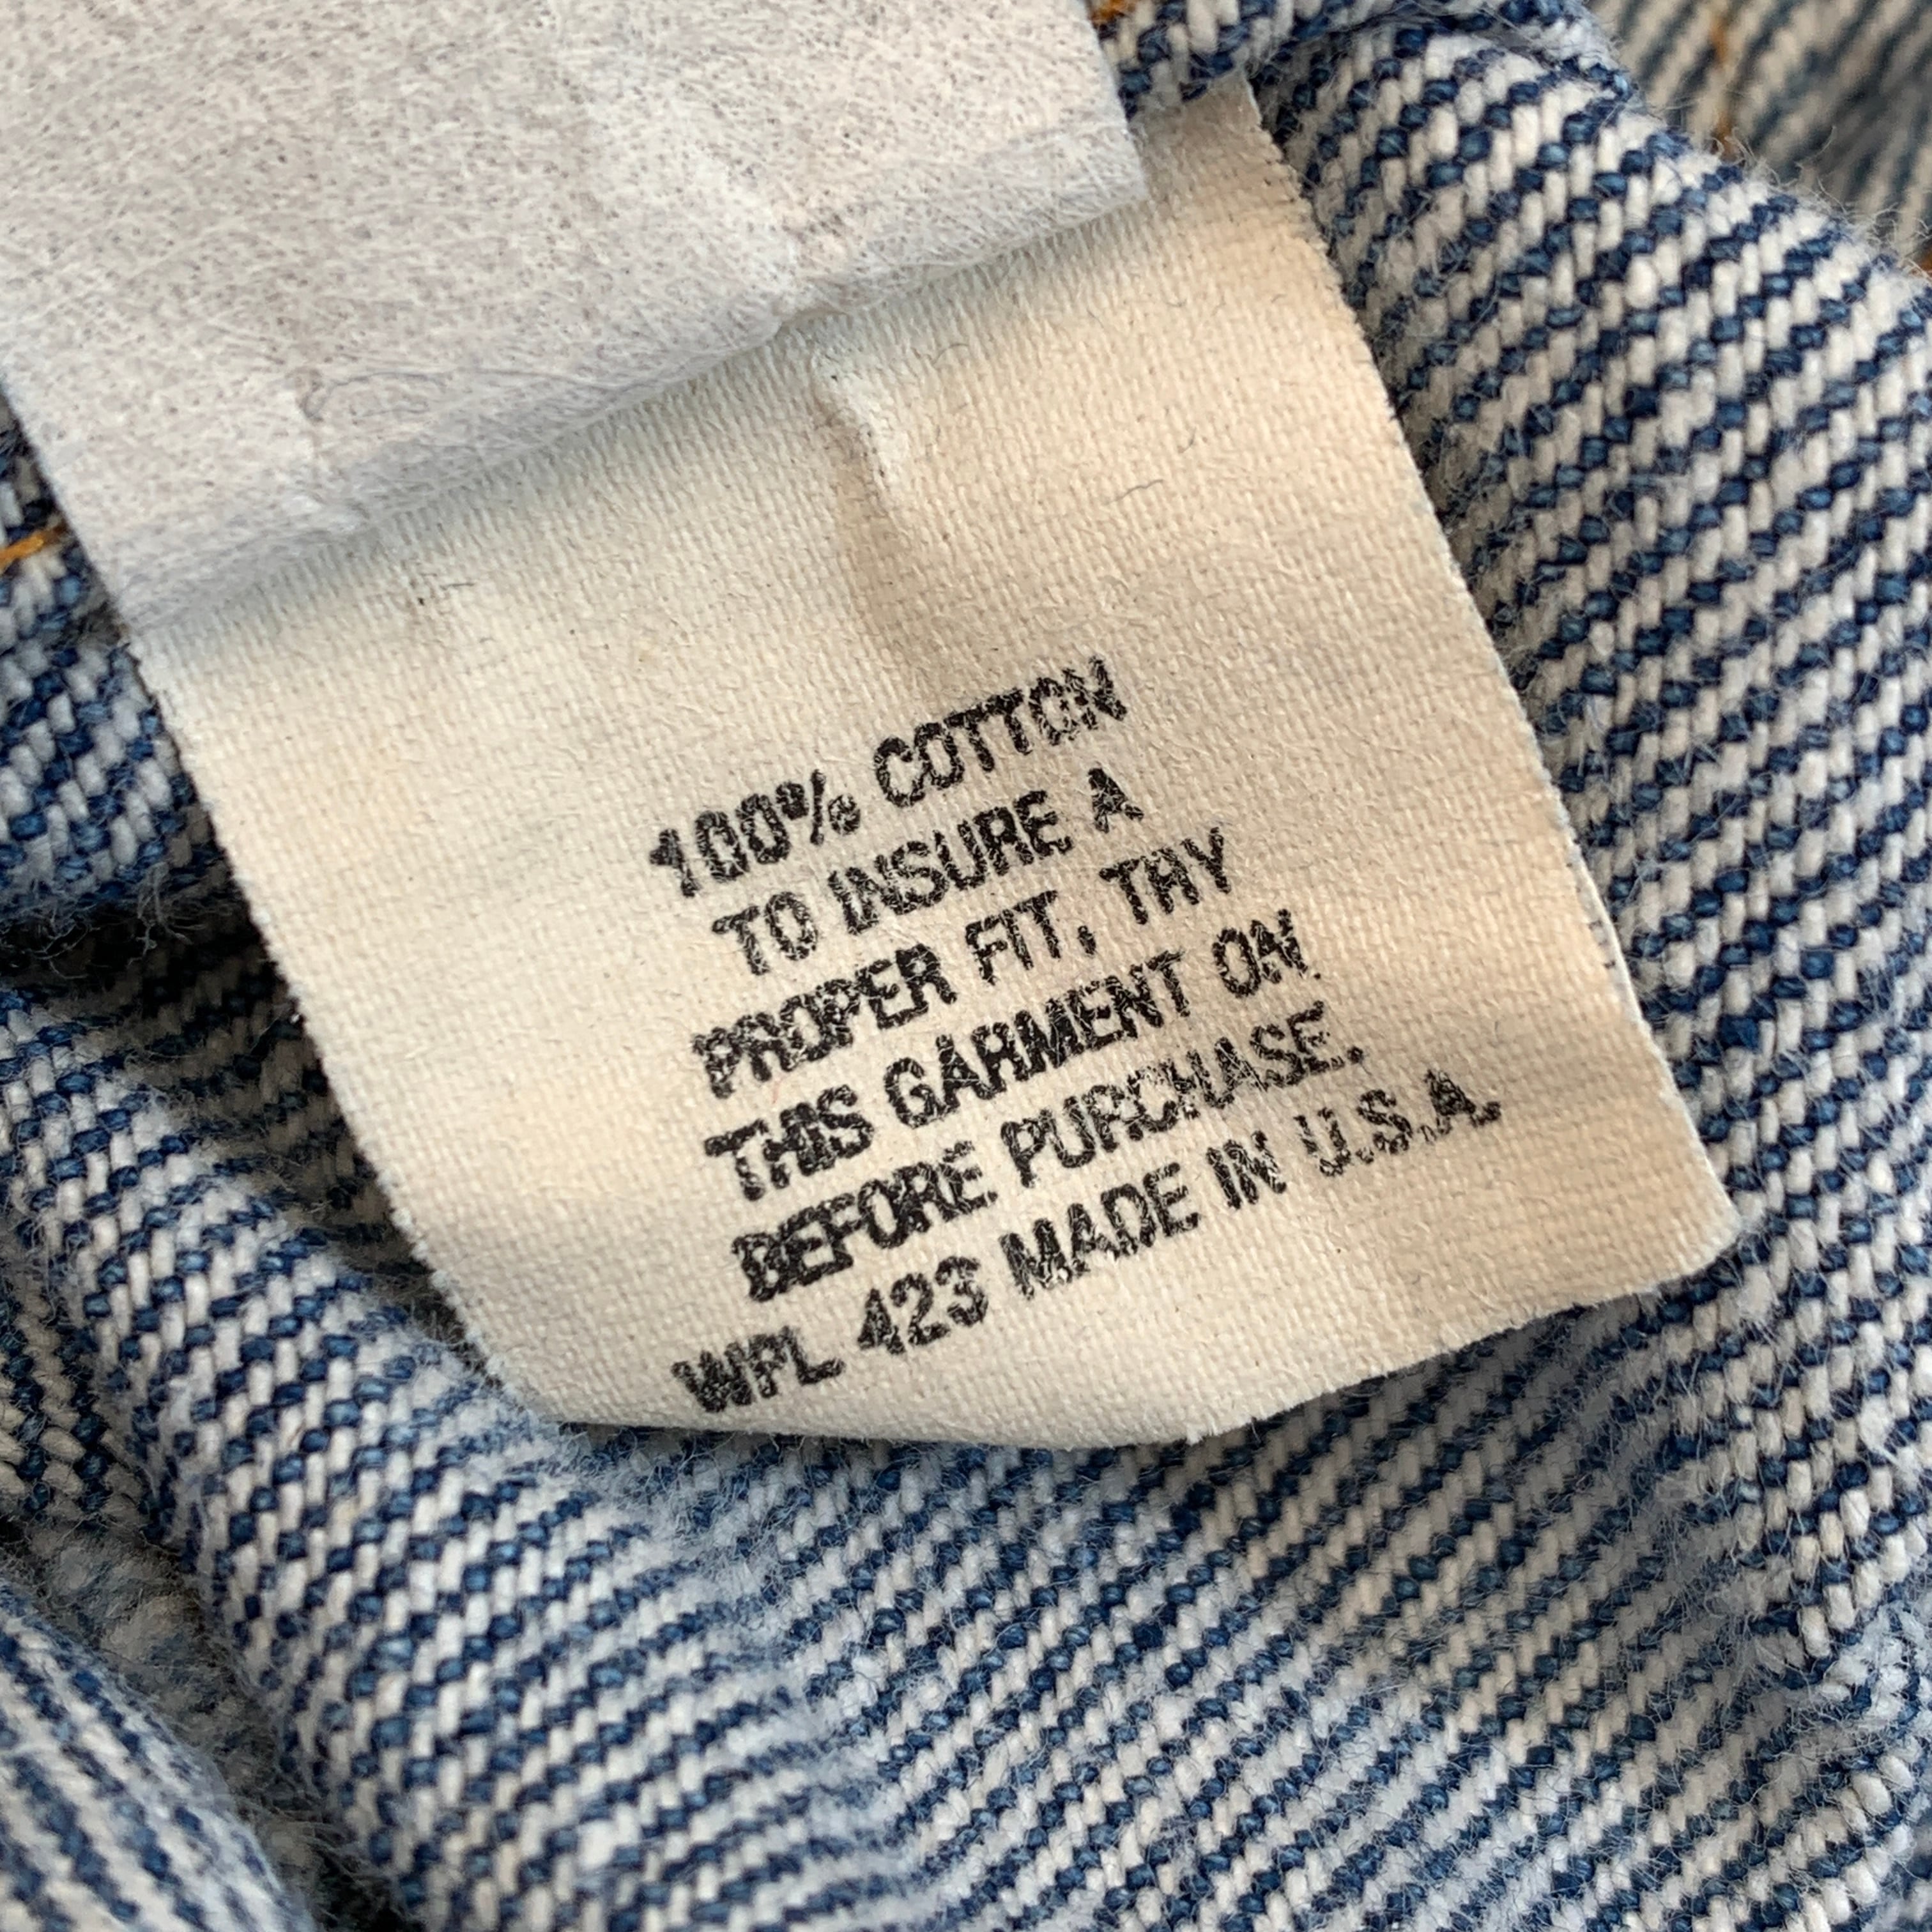 100% COTTON
TO INSURE A
PROPER FIT, TRY
THIS GARMENT ON
BEFORE PURCHASE.
WPL 423 MADE IN U.S.A.